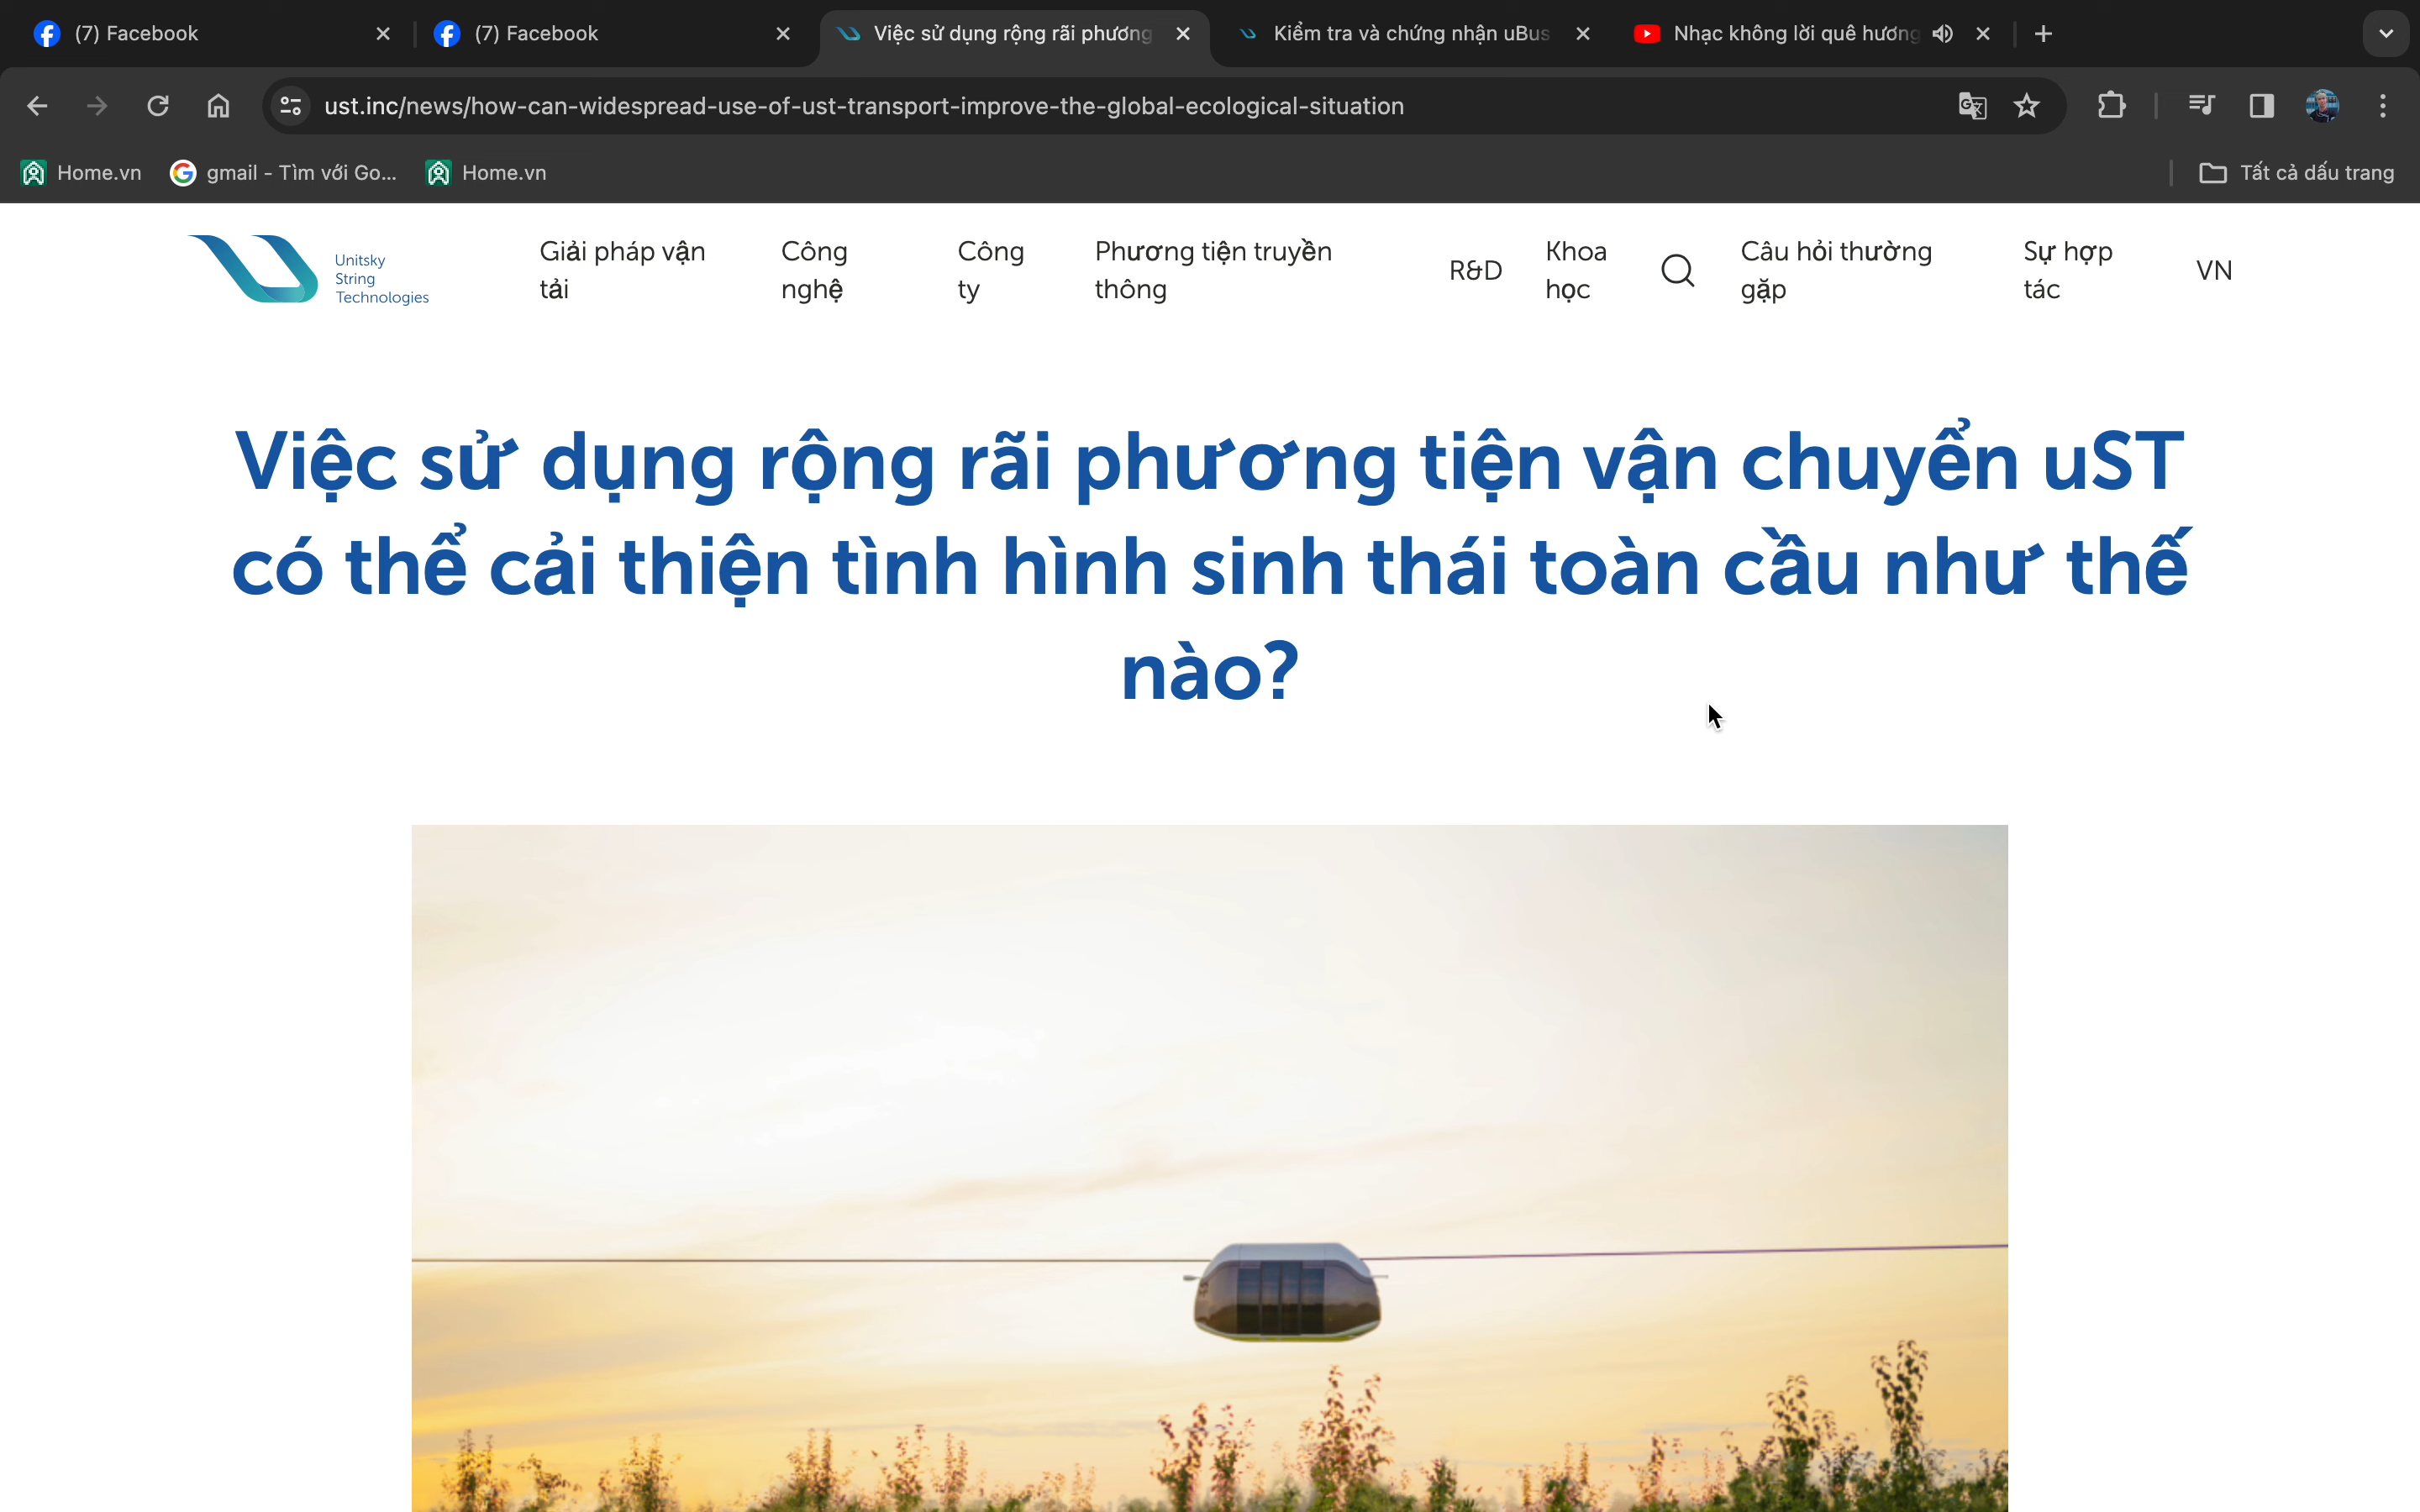 (7) Facebook
(7) Facebook
Việc sử dụng rộng rãi phương
Kiểm tra và chứng nhận uBus
Nhạc không lời quê hương
ust.inc/news/how-can-widespread-use-of-ust-transport-improve-the-global-ecological-situation
Home.vn
gmail - Tìm với Go...
Home.vn
Tất cả dấu trang
Unitsky
String
Technologies
Giải pháp vận
tải
Công
nghệ
Công
ty
Phương tiện truyền
thông
R&D
Khoa
học
Câu hỏi thường
gặp
Sự hợp
tác
VN
Việc sử dụng rộng rãi phương tiện vận chuyển uST
có thể cải thiện tình hình sinh thái toàn cầu như thế
nào?